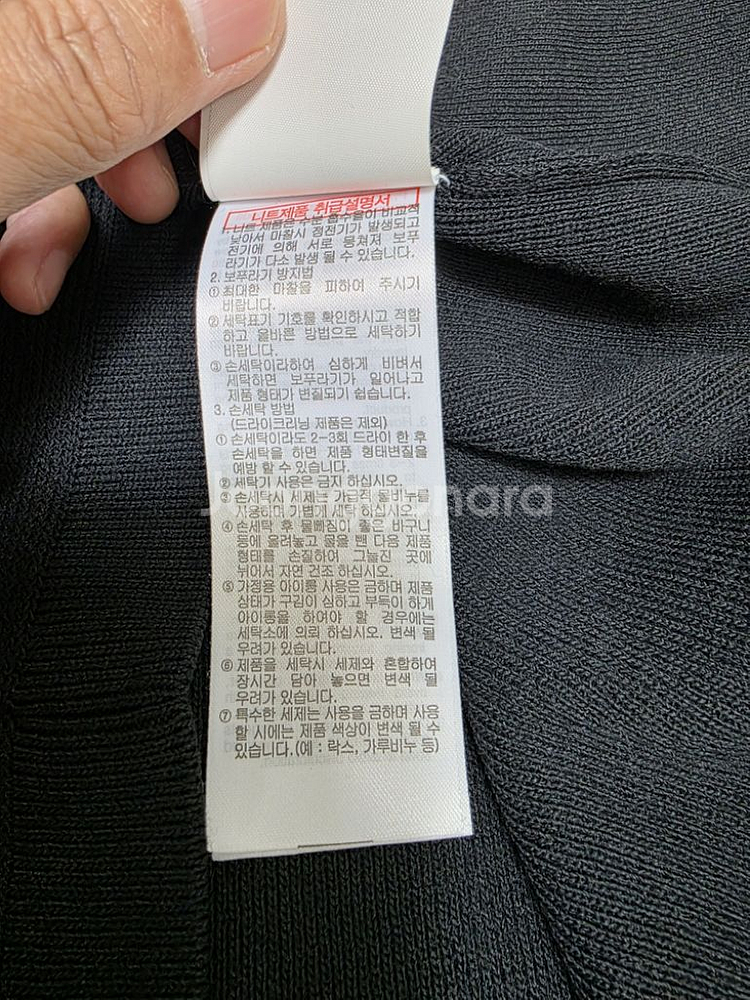 니트제품 취급설명서
니트 제품은 수분 흡수율이 비교적
낮아서 마찰시 정전기가 발생되고
전기에 의해 서로 뭉쳐져 보푸
라기가 다소 발생 될 수 있습니다.
2. 보푸라기 방지법
① 최대한 마찰을 피하여 주시기
바랍니다.
② 세탁표기 기호를 확인하시고 적합
하고 올바른 방법으로 세탁하기
바랍니다.
③ 손세탁이라하여 심하게 비벼서
세탁하면 보푸라기가 일어나고
제품 형태가 변질되기 쉽습니다.
3. 손세탁 방법
(드라이크리닝 제품은 제외)
① 손세탁이라도 2-3회 드라이 한 후
손세탁을 하면 제품 형태변질을
예방 할 수 있습니다.
② 세탁기 사용은 금지 하십시오.
③ 손세탁시 세제는 가급적 물비누를
사용하며 가볍게 세탁 하십시오.
④ 손세탁 후 물빠짐이 좋은 바구니
등에 올려놓고 물을 뺀 다음 제품
형태를 손질하여 그늘진 곳에
뉘어서 자연 건조 하십시오.
⑤ 가정용 아이롱 사용은 금하며 제품
상태가 구김이 심하고 부득이 하게
아이롱을 하여야 할 경우에는
세탁소에 의뢰 하십시오. 변색 될
우려가 있습니다.
⑥ 제품을 세탁시 세제와 혼합하여
장시간 담아 놓으면 변색 될
우려가 있습니다.
⑦ 특수한 세제는 사용을 금하며 사용
할 시에는 제품 색상이 변색 될 수
있습니다.(예 : 락스, 가루비누 등)